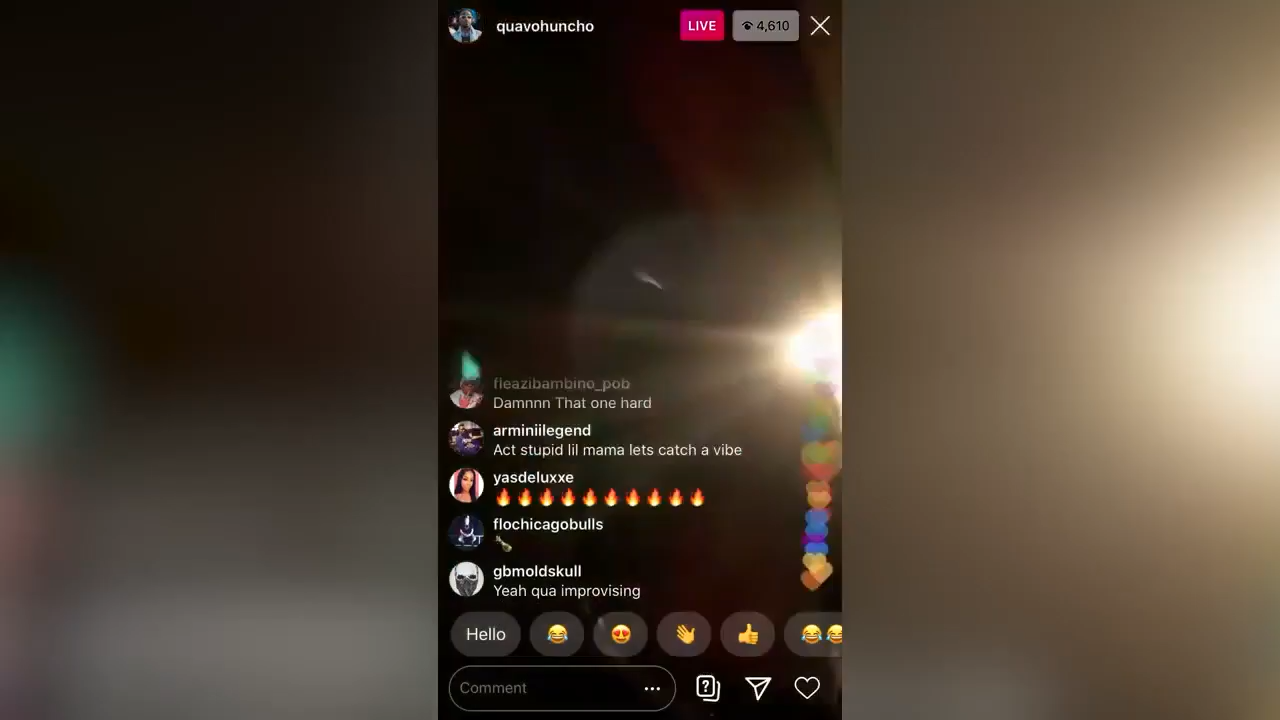 quavohuncho
LIVE
4,610
fleazibambino_pob
Damnnn That one hard
arminiilegend
Act stupid lil mama lets catch a vibe
yasdeluxxe
🔥🔥🔥🔥🔥🔥🔥🔥🔥🔥
flochicagobulls
gbmoldskull
Yeah qua improvising
Hello
Comment